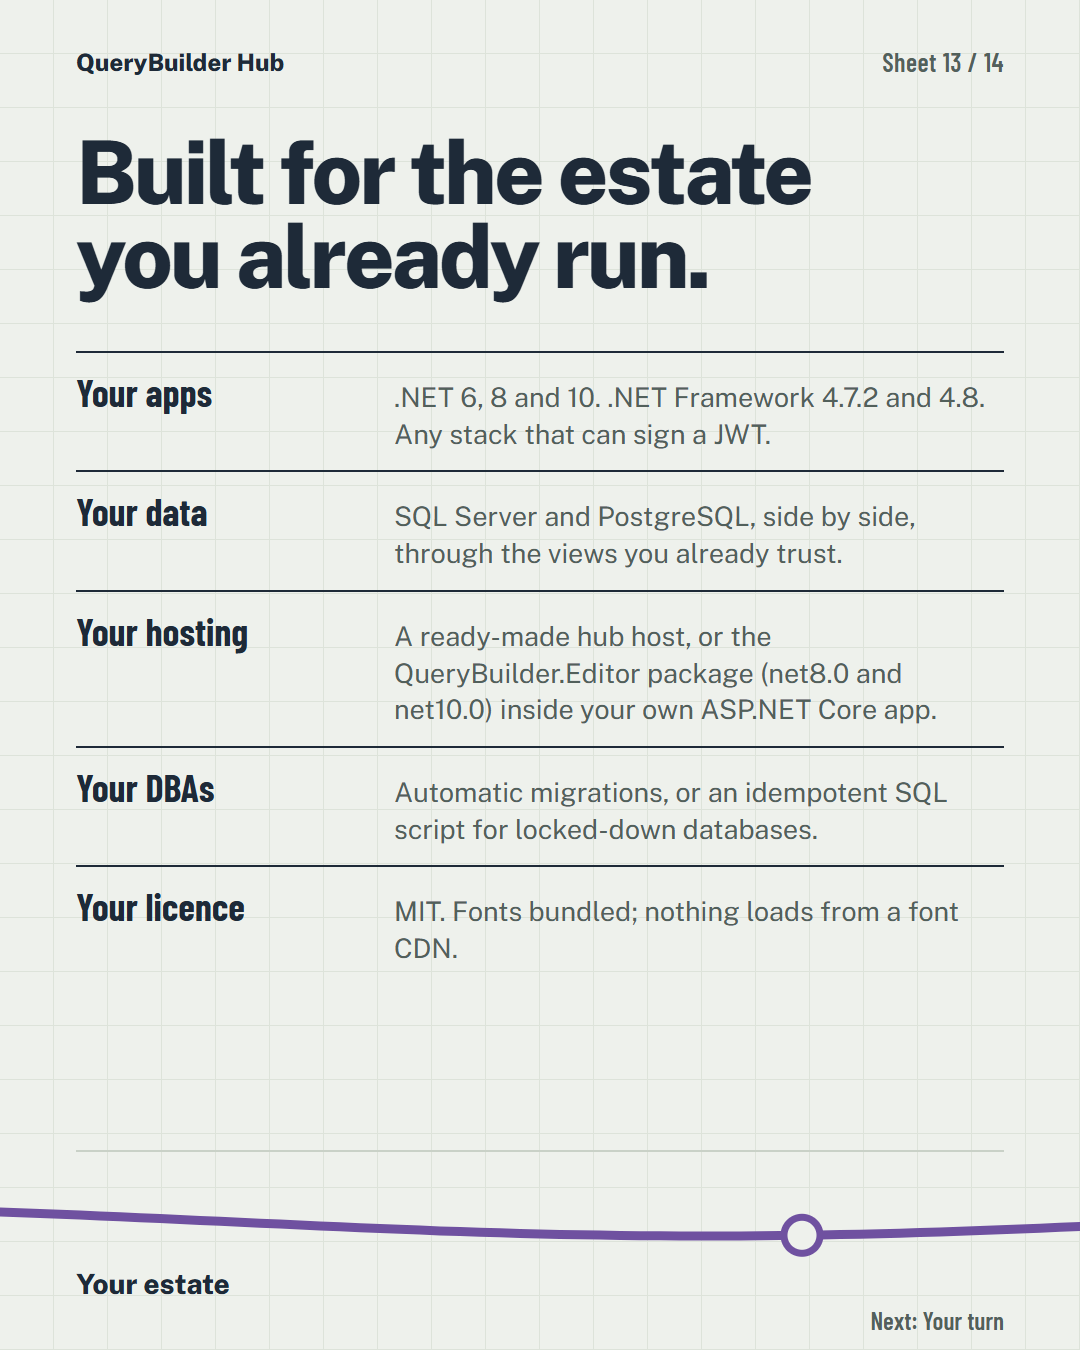 QueryBuilder Hub
Sheet 13 / 14
Built for the estate
you already run.
Your apps
.NET 6, 8 and 10. .NET Framework 4.7.2 and 4.8.
Any stack that can sign a JWT.
Your data
SQL Server and PostgreSQL, side by side,
through the views you already trust.
Your hosting
A ready-made hub host, or the
QueryBuilder.Editor package (net8.0 and
net10.0) inside your own ASP.NET Core app.
Your DBAs
Automatic migrations, or an idempotent SQL
script for locked-down databases.
Your licence
MIT. Fonts bundled; nothing loads from a font
CDN.
Your estate
Next: Your turn